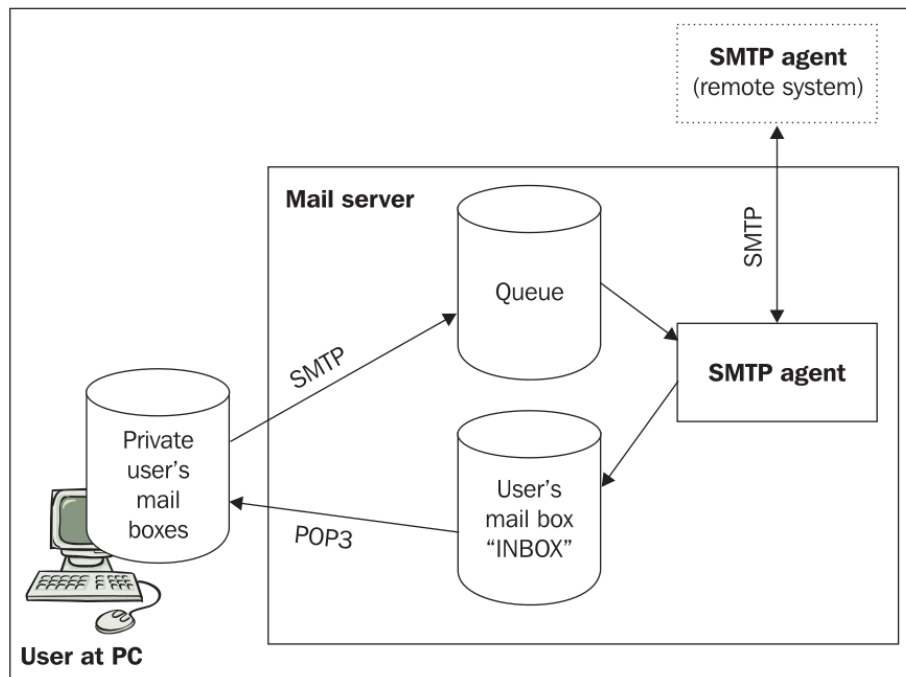 SMTP agent
(remote system)
Mail server
SMTP
Queue
SMTP
SMTP agent
Private
user's
mail
boxes
User's
mail box
“INBOX”
POP3
User at PC